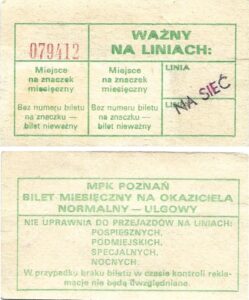 079412
WAŻNY
NA LINIACH:
Miejsce
na znaczek
miesięczny
Miejsce
na znaczek
miesięczny
LINIA
Bez numeru biletu
na znaczku —
bilet nieważny
Bez numeru biletu
na znaczku —
bilet nieważny
NA SIEĆ
MPK POZNAŃ
BILET MIESIĘCZNY NA OKAZICIELA
NORMALNY — ULGOWY
NIE UPRAWNIA DO PRZEJAZDÓW NA LINIACH:
POSPIESZNYCH,
PODMIEJSKICH,
SPECJALNYCH,
NOCNYCH.
W przypadku braku biletu w czasie kontroli rekla-
macje nie będą uwzględniane.